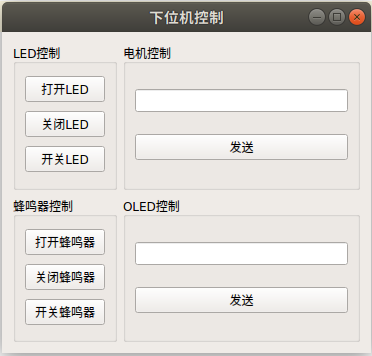 下位机控制
LED控制
打开LED
关闭LED
开关LED
电机控制
发送
蜂鸣器控制
打开蜂鸣器
关闭蜂鸣器
开关蜂鸣器
OLED控制
发送